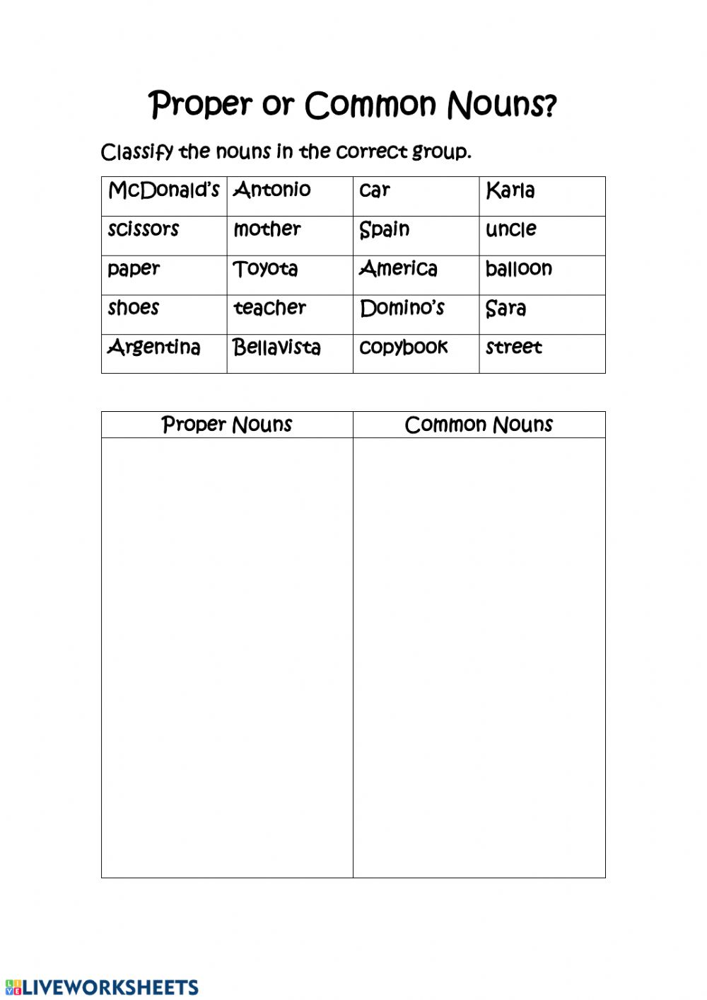 Proper or Common Nouns?
Classify the nouns in the correct group.
McDonald's Antonio car Karla
scissors mother Spain uncle
paper Toyota America balloon
shoes teacher Domino's Sara
Argentina Bellavista copybook street
Proper Nouns Common Nouns
LIVE LIVEWORKSHEETS